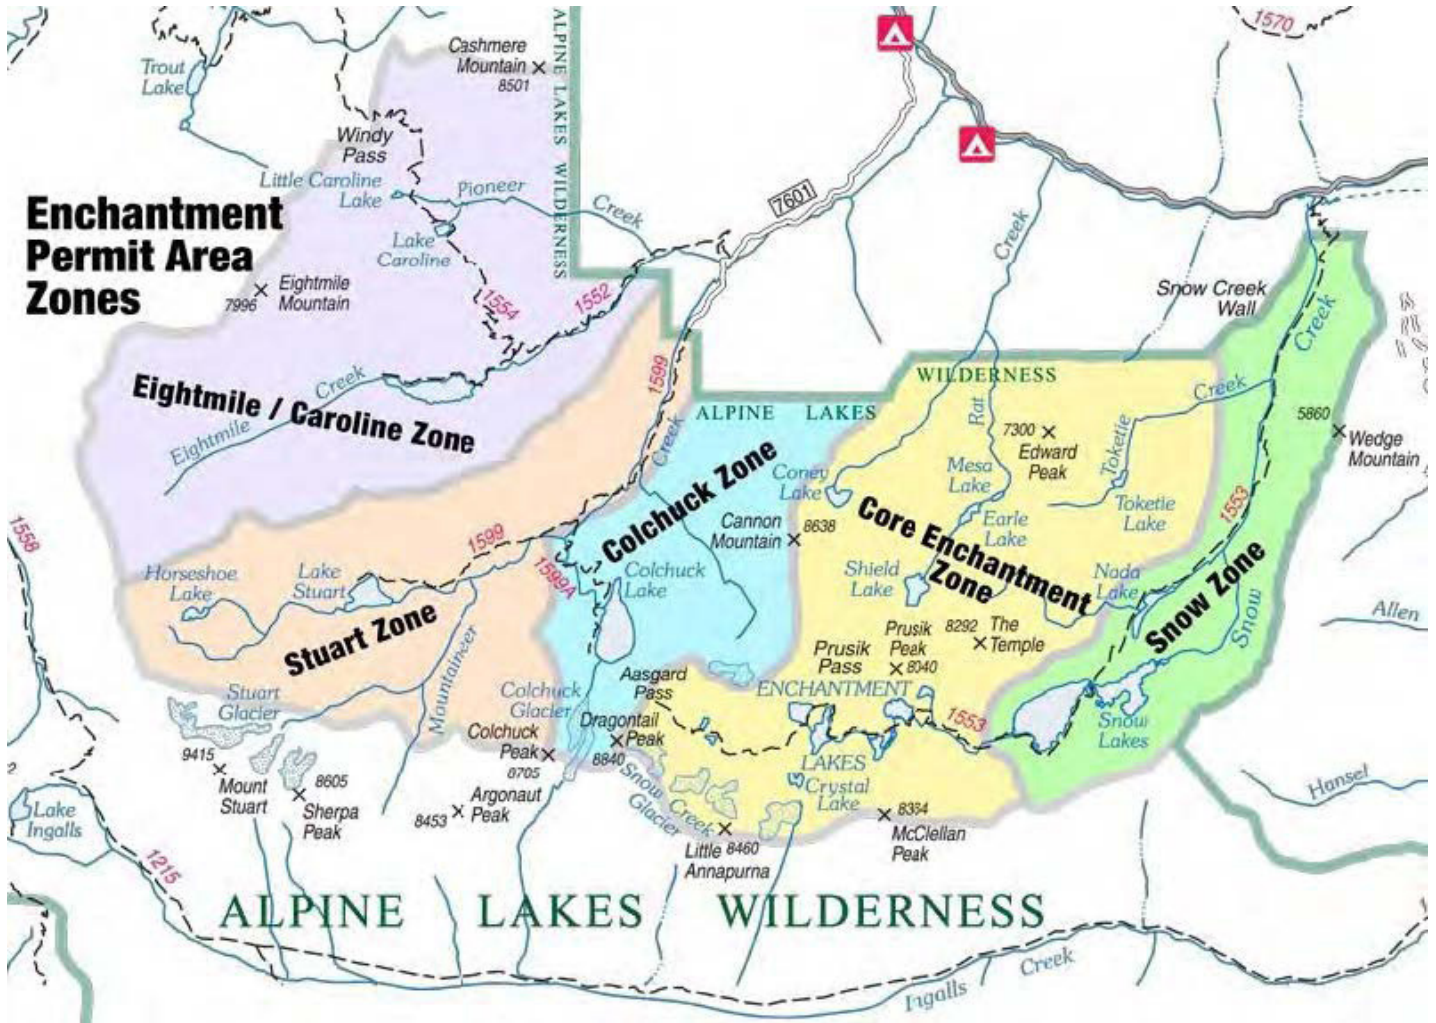 Enchantment
Permit Area
Zones
1570
Cashmere
Mountain
8501
Trout
Lake
ALPINE LAKES WILDERNESS
ALPINE LAKES WILDERNESS
Windy
Pass
Little Caroline
Lake
Pioneer
Creek
7601
Lake
Caroline
Creek
Eightmile
Mountain
7996
1554
1552
Snow Creek
Wall
Creek
Eightmile / Caroline Zone
Creek
Eightmile
1599
WILDERNESS
ALPINE LAKES
Creek
Rat
7300
Edward
Peak
Toketie
Creek
5860
Wedge
Mountain
Colchuck Zone
Coney
Lake
Mesa
Lake
Toketie
Lake
Cannon
Mountain
8638
Core Enchantment
Zone
Earle
Lake
1553
1558
1599
1599A
Horseshoe
Lake
Lake
Stuart
Colchuck
Lake
Shield
Lake
Nada
Lake
Snow Zone
Snow
Allen
Stuart Zone
Mountaineer
Prusik
Peak
8040
8292
The
Temple
Prusik
Pass
Aasgard
Pass
ENCHANTMENT
LAKES
1553
Snow
Lakes
Stuart
Glacier
Colchuck
Glacier
Colchuck
Peak
8705
Dragontail
Peak
8840
Snow
Creek
Glacier
Crystal
Lake
9415
Mount
Stuart
8605
Sherpa
Peak
8453
Argonaut
Peak
Little
Annapurna
8460
8364
McClellan
Peak
Hansel
Lake
Ingalls
1215
ALPINE LAKES WILDERNESS
Ingalls
Creek